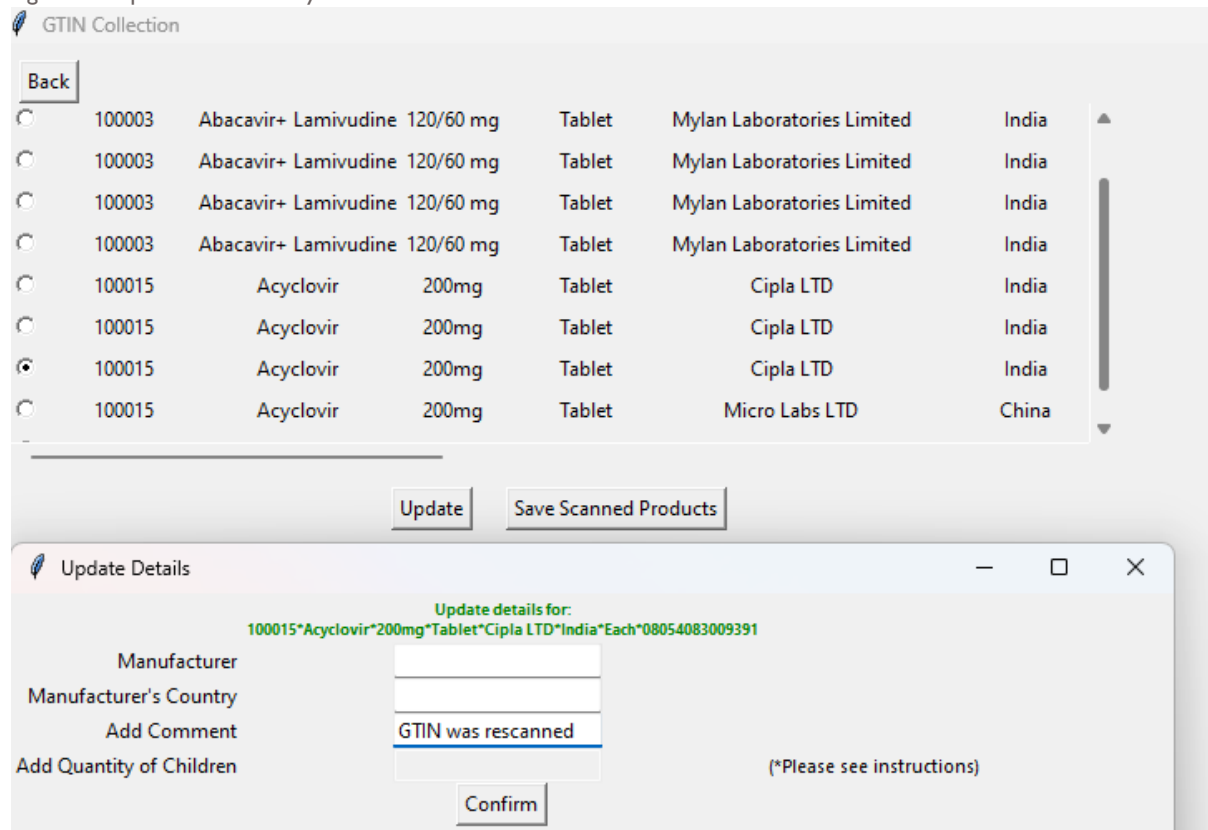 GTIN Collection
Back
100003 Abacavir+ Lamivudine 120/60 mg Tablet Mylan Laboratories Limited India
100003 Abacavir+ Lamivudine 120/60 mg Tablet Mylan Laboratories Limited India
100003 Abacavir+ Lamivudine 120/60 mg Tablet Mylan Laboratories Limited India
100003 Abacavir+ Lamivudine 120/60 mg Tablet Mylan Laboratories Limited India
100015 Acyclovir 200mg Tablet Cipla LTD India
100015 Acyclovir 200mg Tablet Cipla LTD India
100015 Acyclovir 200mg Tablet Cipla LTD India
100015 Acyclovir 200mg Tablet Micro Labs LTD China
Update Save Scanned Products
Update Details
Update details for:
100015*Acyclovir*200mg*Tablet*Cipla LTD*India*Each*08054083009391
Manufacturer
Manufacturer's Country
Add Comment GTIN was rescanned
Add Quantity of Children (*Please see instructions)
Confirm